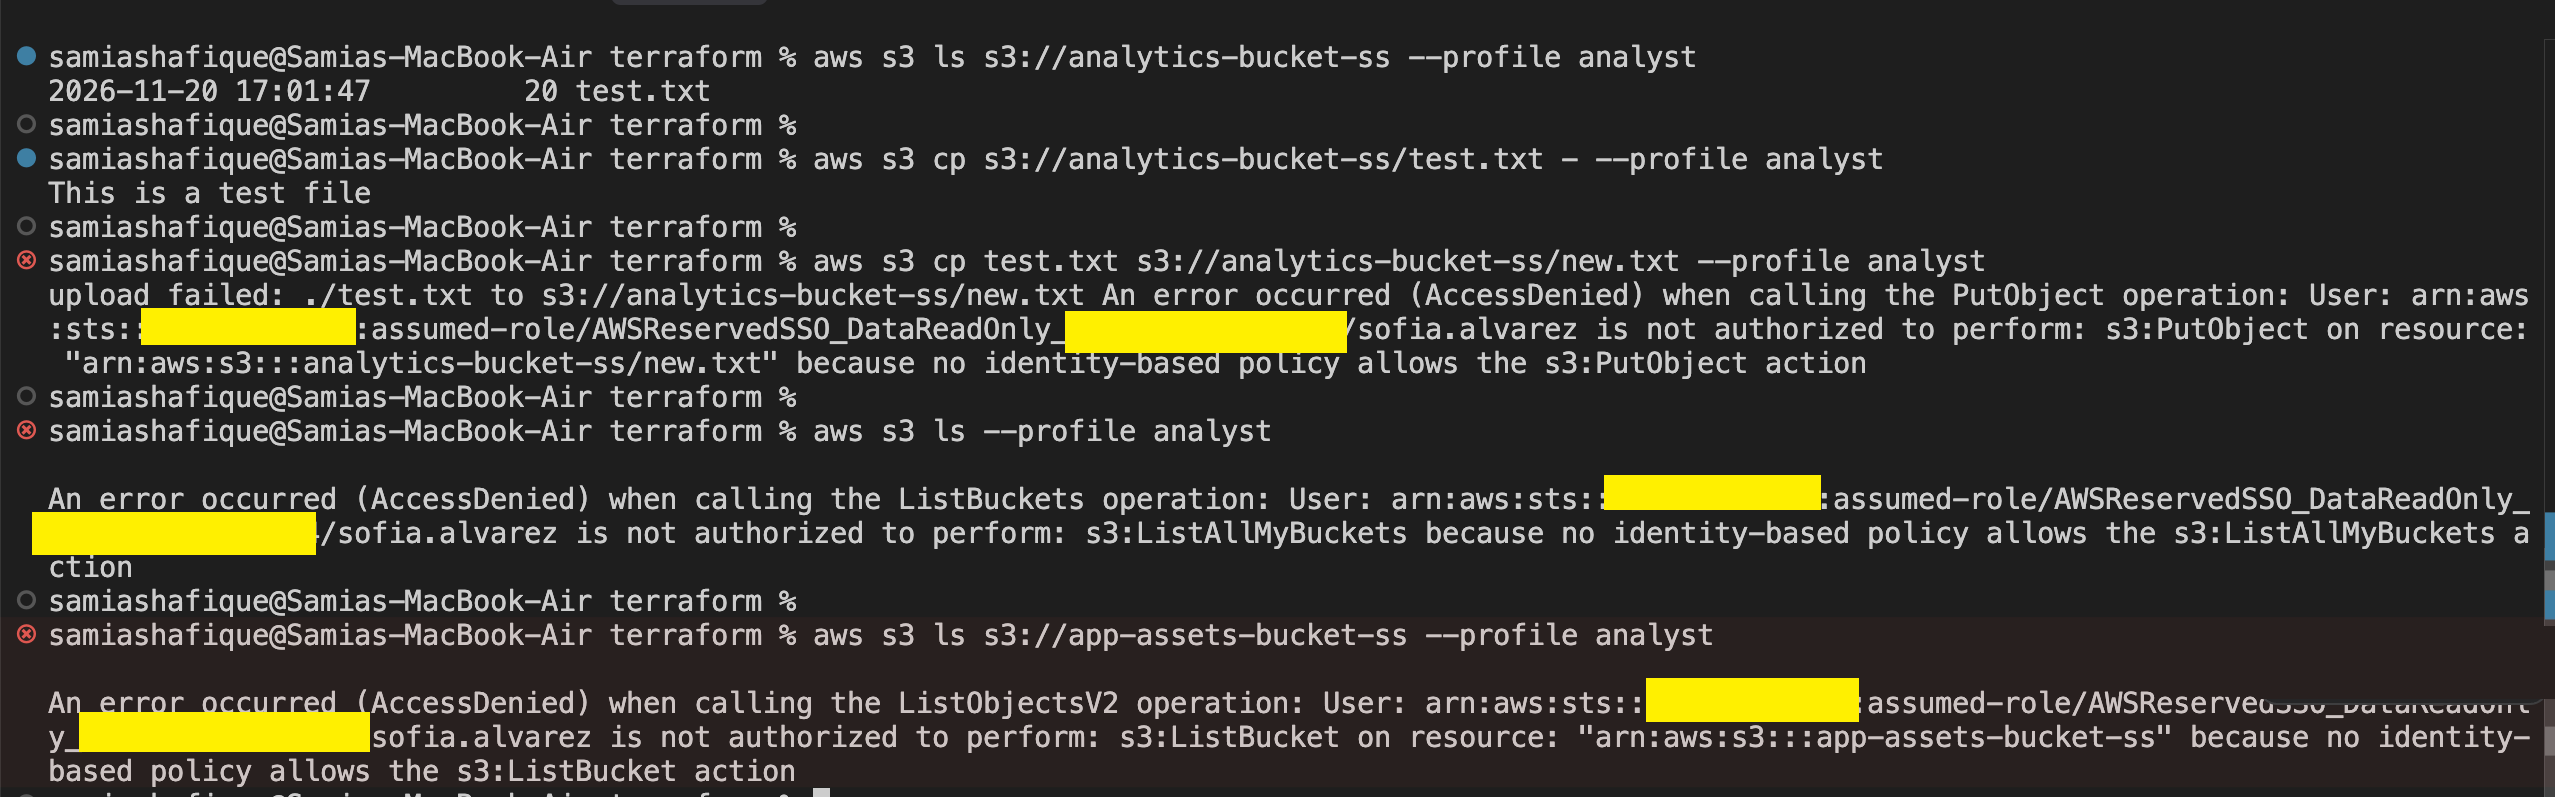 samiashafique@Samias-MacBook-Air terraform % aws s3 ls s3://analytics-bucket-ss --profile analyst
2026-11-20 17:01:47         20 test.txt
samiashafique@Samias-MacBook-Air terraform %
samiashafique@Samias-MacBook-Air terraform % aws s3 cp s3://analytics-bucket-ss/test.txt - --profile analyst
This is a test file
samiashafique@Samias-MacBook-Air terraform %
samiashafique@Samias-MacBook-Air terraform % aws s3 cp test.txt s3://analytics-bucket-ss/new.txt --profile analyst
upload failed: ./test.txt to s3://analytics-bucket-ss/new.txt An error occurred (AccessDenied) when calling the PutObject operation: User: arn:aws
:sts:: :assumed-role/AWSReservedSSO_DataReadOnly_ /sofia.alvarez is not authorized to perform: s3:PutObject on resource:
"arn:aws:s3:::analytics-bucket-ss/new.txt" because no identity-based policy allows the s3:PutObject action
samiashafique@Samias-MacBook-Air terraform %
samiashafique@Samias-MacBook-Air terraform % aws s3 ls --profile analyst
An error occurred (AccessDenied) when calling the ListBuckets operation: User: arn:aws:sts:: :assumed-role/AWSReservedSSO_DataReadOnly_
/sofia.alvarez is not authorized to perform: s3:ListAllMyBuckets because no identity-based policy allows the s3:ListAllMyBuckets a
ction
samiashafique@Samias-MacBook-Air terraform %
samiashafique@Samias-MacBook-Air terraform % aws s3 ls s3://app-assets-bucket-ss --profile analyst
An error occurred (AccessDenied) when calling the ListObjectsV2 operation: User: arn:aws:sts:: :assumed-role/AWSReservedSSO_DataReadOnl
y_ sofia.alvarez is not authorized to perform: s3:ListBucket on resource: "arn:aws:s3:::app-assets-bucket-ss" because no identity-
based policy allows the s3:ListBucket action
samiashafique@Samias-MacBook-Air terraform %